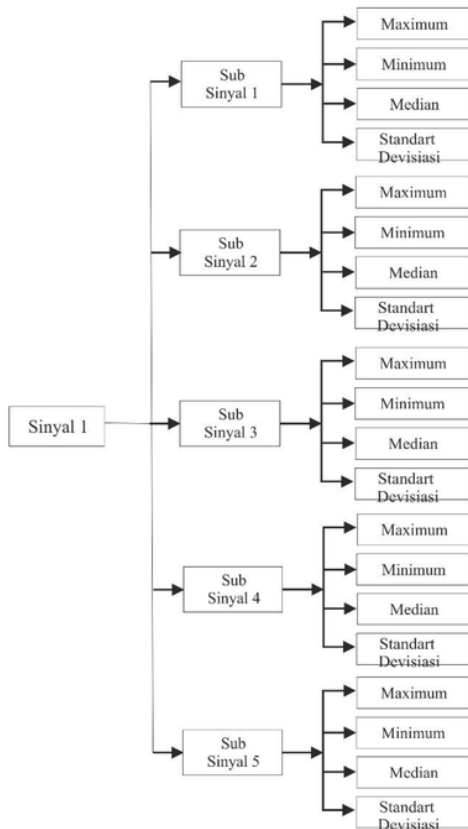 Sinyal 1
Sub
Sinyal 1
Maximum
Minimum
Median
Standart
Devisiasi
Sub
Sinyal 2
Maximum
Minimum
Median
Standart
Devisiasi
Sub
Sinyal 3
Maximum
Minimum
Median
Standart
Devisiasi
Sub
Sinyal 4
Maximum
Minimum
Median
Standart
Devisiasi
Sub
Sinyal 5
Maximum
Minimum
Median
Standart
Devisiasi